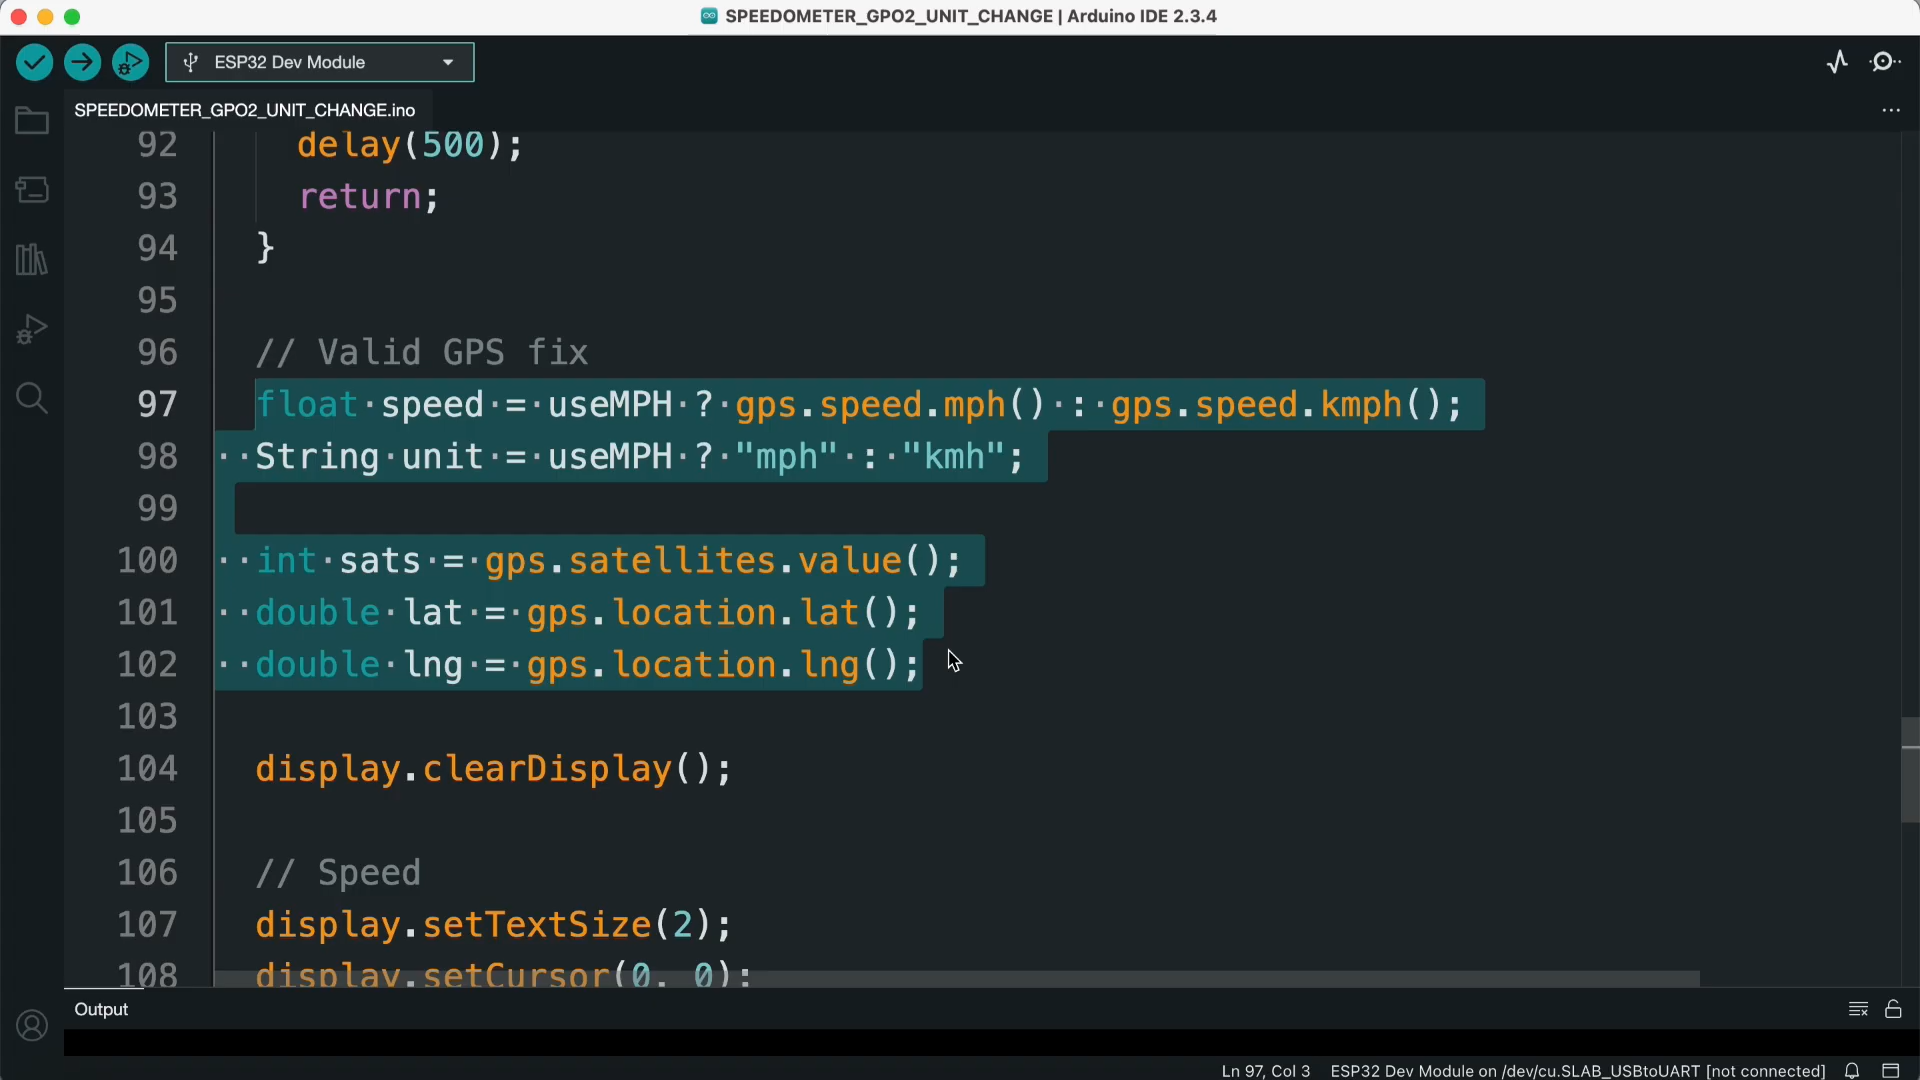 SPEEDOMETER_GPO2_UNIT_CHANGE | Arduino IDE 2.3.4
ESP32 Dev Module
SPEEDOMETER_GPO2_UNIT_CHANGE.ino
92 delay(500);
93 return;
94 }
95
96 // Valid GPS fix
97 float·speed·=·useMPH·?·gps.speed.mph()·:·gps.speed.kmph();
98 ··String·unit·=·useMPH·?·"mph"·:·"kmh";
99
100 ··int·sats·=·gps.satellites.value();
101 ··double·lat·=·gps.location.lat();
102 ··double·lng·=·gps.location.lng();
103
104 display.clearDisplay();
105
106 // Speed
107 display.setTextSize(2);
108 display.setCursor(0, 0);
Output
Ln 97, Col 3 ESP32 Dev Module on /dev/cu.SLAB_USBtoUART [not connected]